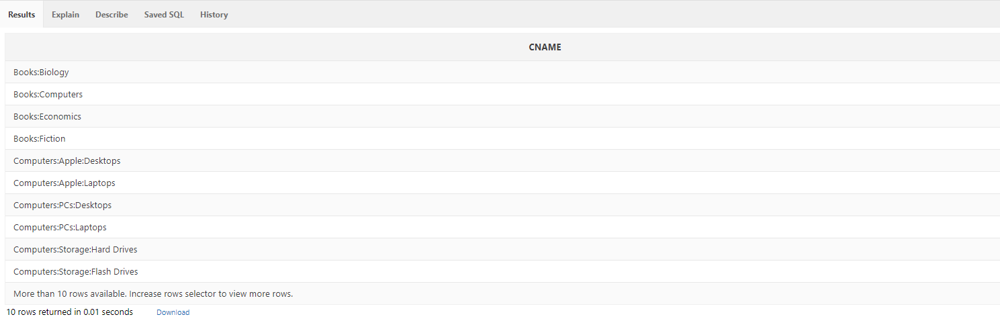 Results Explain Describe Saved SQL History
CNAME
Books:Biology
Books:Computers
Books:Economics
Books:Fiction
Computers:Apple:Desktops
Computers:Apple:Laptops
Computers:PCs:Desktops
Computers:PCs:Laptops
Computers:Storage:Hard Drives
Computers:Storage:Flash Drives
More than 10 rows available. Increase rows selector to view more rows.
10 rows returned in 0.01 seconds Download